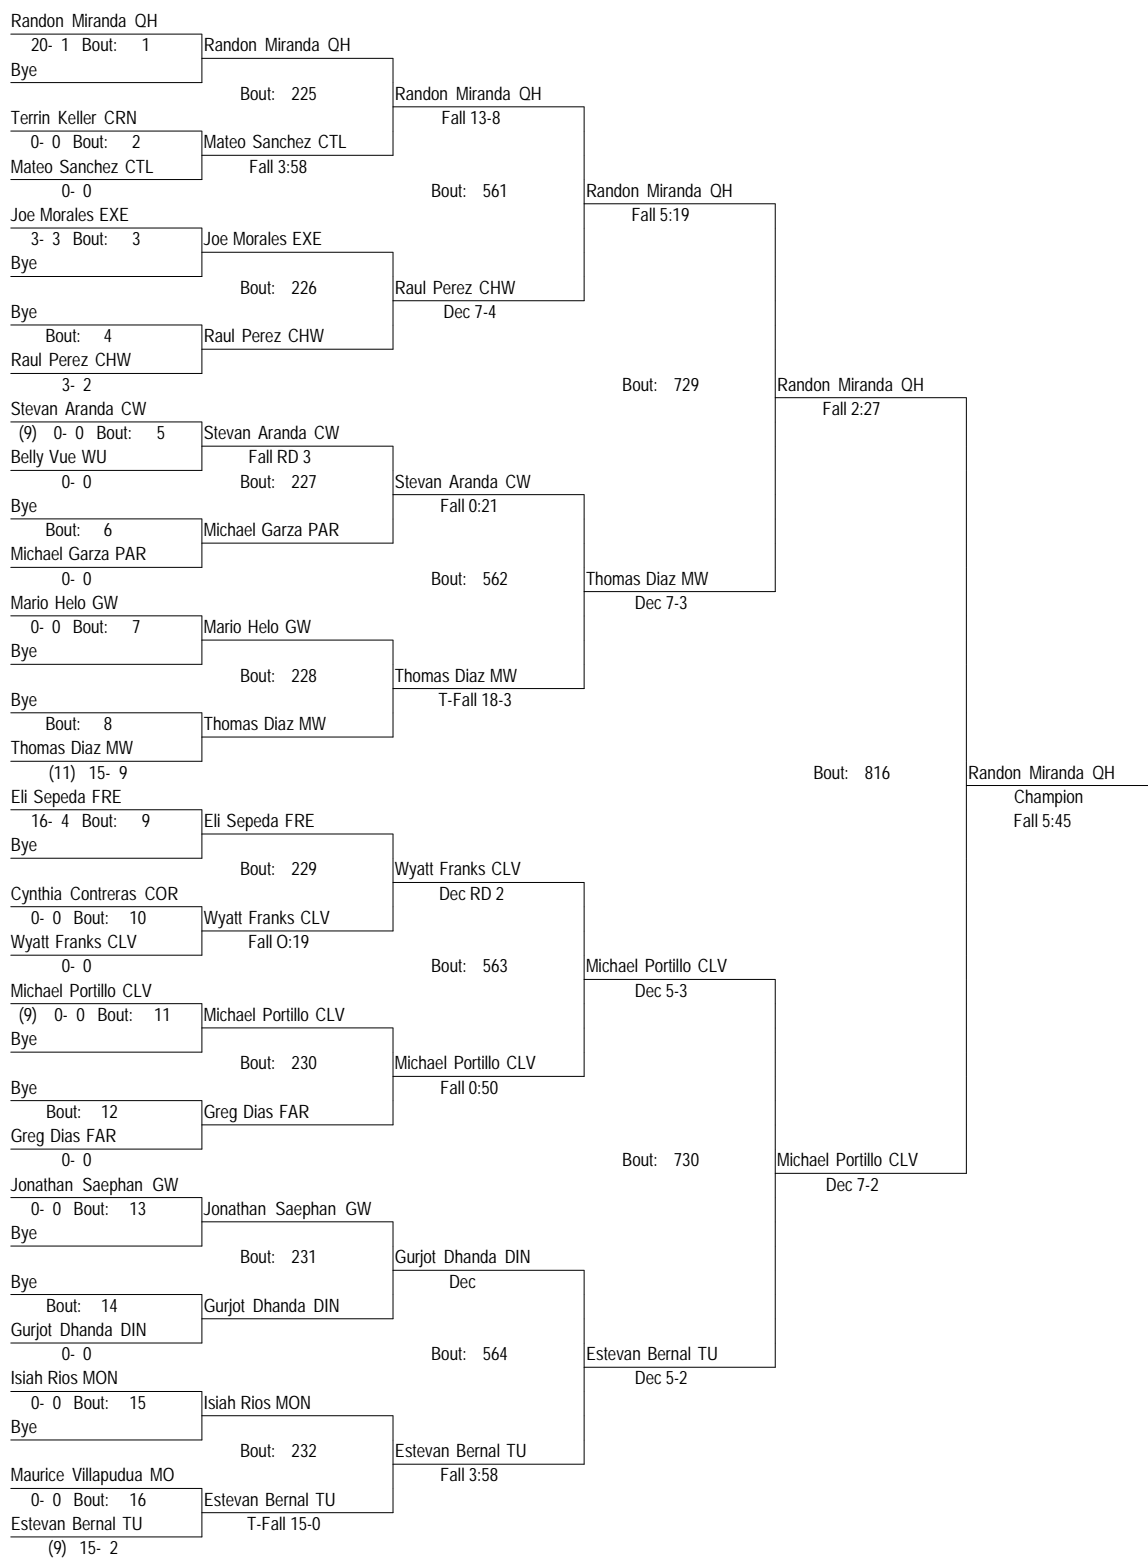 Randon Miranda QH
20- 1 Bout: 1
Bye
Terrin Keller CRN
0- 0 Bout: 2
Mateo Sanchez CTL
0- 0
Joe Morales EXE
3- 3 Bout: 3
Bye
Bye
Bout: 4
Raul Perez CHW
3- 2
Stevan Aranda CW
(9) 0- 0 Bout: 5
Belly Vue WU
0- 0
Bye
Bout: 6
Michael Garza PAR
0- 0
Mario Helo GW
0- 0 Bout: 7
Bye
Bye
Bout: 8
Thomas Diaz MW
(11) 15- 9
Eli Sepeda FRE
16- 4 Bout: 9
Bye
Cynthia Contreras COR
0- 0 Bout: 10
Wyatt Franks CLV
0- 0
Michael Portillo CLV
(9) 0- 0 Bout: 11
Bye
Bye
Bout: 12
Greg Dias FAR
0- 0
Jonathan Saephan GW
0- 0 Bout: 13
Bye
Bye
Bout: 14
Gurjot Dhanda DIN
0- 0
Isiah Rios MON
0- 0 Bout: 15
Bye
Maurice Villapudua MO
0- 0 Bout: 16
Estevan Bernal TU
(9) 15- 2
Randon Miranda QH
Bout: 225
Mateo Sanchez CTL
Fall 3:58
Joe Morales EXE
Bout: 226
Raul Perez CHW
Stevan Aranda CW
Fall RD 3
Bout: 227
Michael Garza PAR
Mario Helo GW
Bout: 228
Thomas Diaz MW
Eli Sepeda FRE
Bout: 229
Wyatt Franks CLV
Fall O:19
Michael Portillo CLV
Bout: 230
Greg Dias FAR
Jonathan Saephan GW
Bout: 231
Gurjot Dhanda DIN
Isiah Rios MON
Bout: 232
Estevan Bernal TU
T-Fall 15-0
Randon Miranda QH
Fall 13-8
Bout: 561
Raul Perez CHW
Dec 7-4
Stevan Aranda CW
Fall 0:21
Bout: 562
Thomas Diaz MW
T-Fall 18-3
Wyatt Franks CLV
Dec RD 2
Bout: 563
Michael Portillo CLV
Fall 0:50
Gurjot Dhanda DIN
Dec
Bout: 564
Estevan Bernal TU
Fall 3:58
Randon Miranda QH
Fall 5:19
Bout: 729
Thomas Diaz MW
Dec 7-3
Michael Portillo CLV
Dec 5-3
Bout: 730
Estevan Bernal TU
Dec 5-2
Randon Miranda QH
Fall 2:27
Bout: 816
Michael Portillo CLV
Dec 7-2
Randon Miranda QH
Champion
Fall 5:45